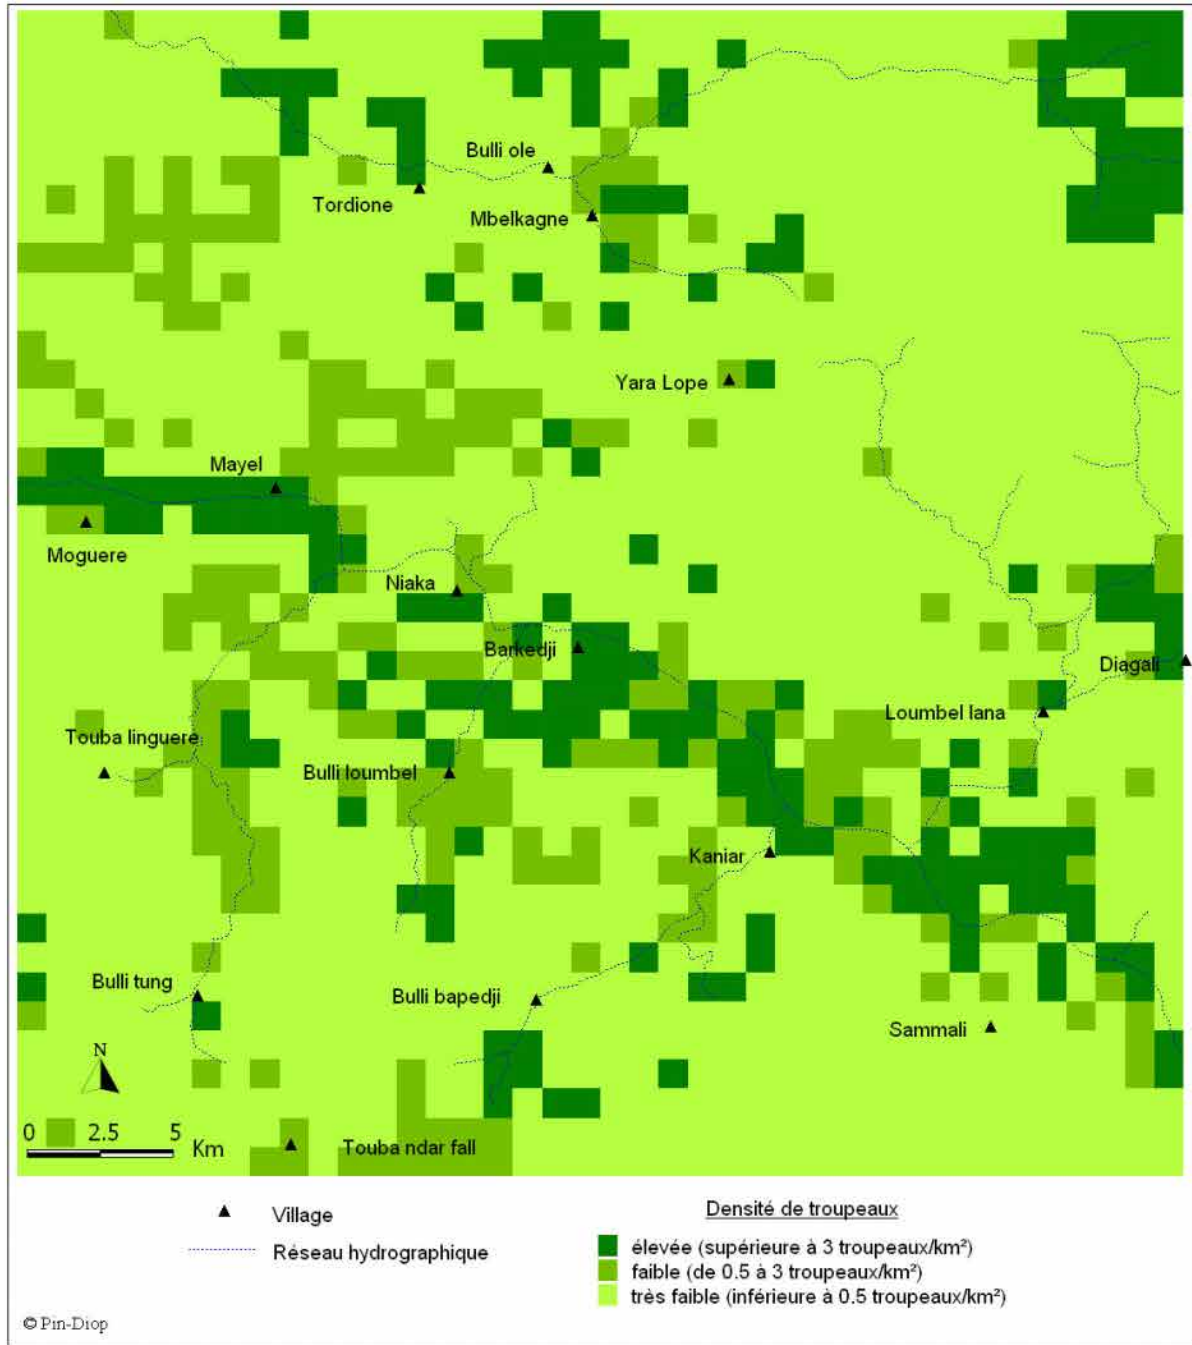 Bulli ole
Tordione
Mbelkagne
Yara Lope
Mayel
Moguere
Niaka
Barkedji
Diagali
Loumbel lana
Touba linguere
Bulli loumbel
Kaniar
Bulli tung
Bulli bapedji
Sammali
N
0 2.5 5 Km
Touba ndar fall
Village
Réseau hydrographique
Densité de troupeaux
élevée (supérieure à 3 troupeaux/km²)
faible (de 0.5 à 3 troupeaux/km²)
très faible (inférieure à 0.5 troupeaux/km²)
© Pin-Diop